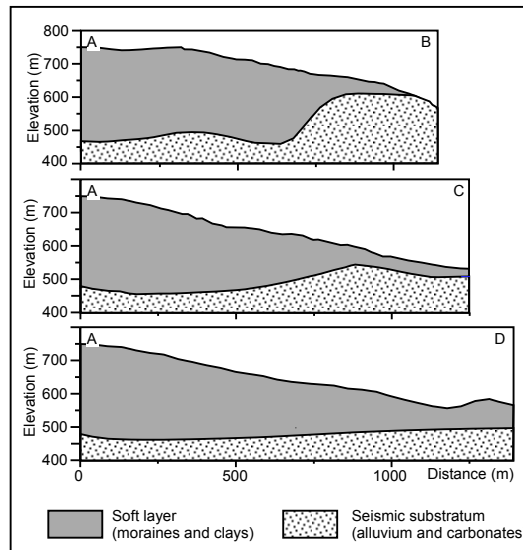 800
A
B
700
Elevation (m)
600
500
400
A
C
700
Elevation (m)
600
500
400
A
D
700
Elevation (m)
600
500
400
0
500
1000
Distance (m)
Soft layer
(moraines and clays)
Seismic substratum
(alluvium and carbonates